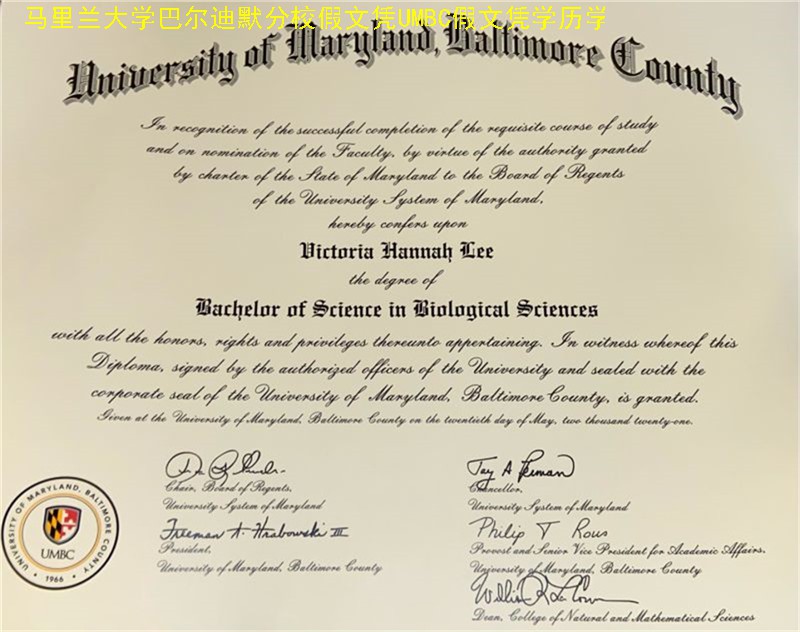 马里兰大学巴尔迪默分校假文凭UMBC假文凭学历学
University of Maryland, Baltimore County
In recognition of the successful completion of the requisite course of study
and on nomination of the Faculty, by virtue of the authority granted
by charter of the State of Maryland to the Board of Regents
of the University System of Maryland,
hereby confers upon
Victoria Hannah Lee
the degree of
Bachelor of Science in Biological Sciences
with all the honors, rights and privileges thereunto appertaining. In witness whereof this
Diploma, signed by the authorized officers of the University and sealed with the
corporate seal of the University of Maryland, Baltimore County, is granted.
Given at the University of Maryland, Baltimore County on the twentieth day of May, two thousand twenty-one.
Chair, Board of Regents,
University System of Maryland
Freeman A. Hrabowski III
President,
University of Maryland, Baltimore County
Jay A Perman
Chancellor,
University System of Maryland
Philip T Rous
Provost and Senior Vice President for Academic Affairs.
University of Maryland, Baltimore County
Dean, College of Natural and Mathematical Sciences
UNIVERSITY OF MARYLAND, BALTIMORE COUNTY
UMBC
1966